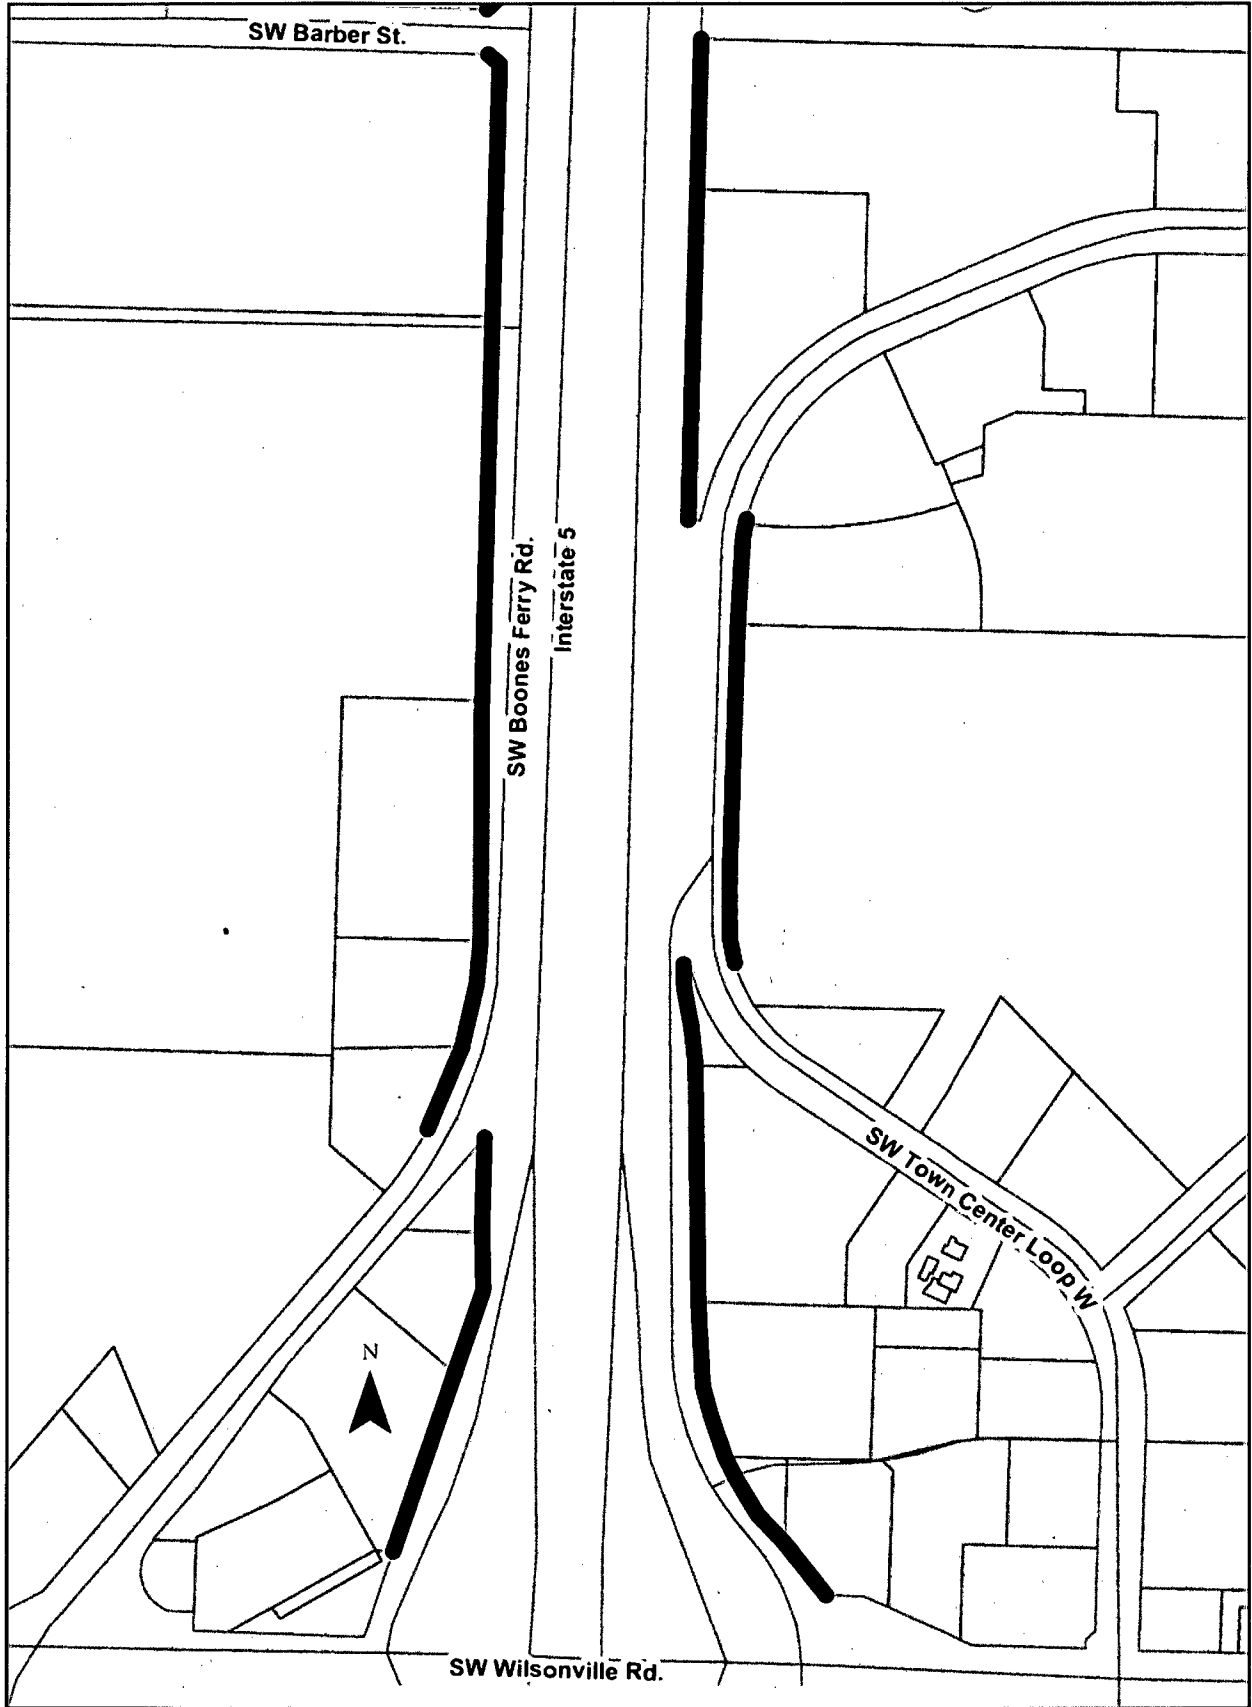 SW Barber St.
SW Boones Ferry Rd.
Interstate 5
SW Town Center Loop W
N
SW Wilsonville Rd.